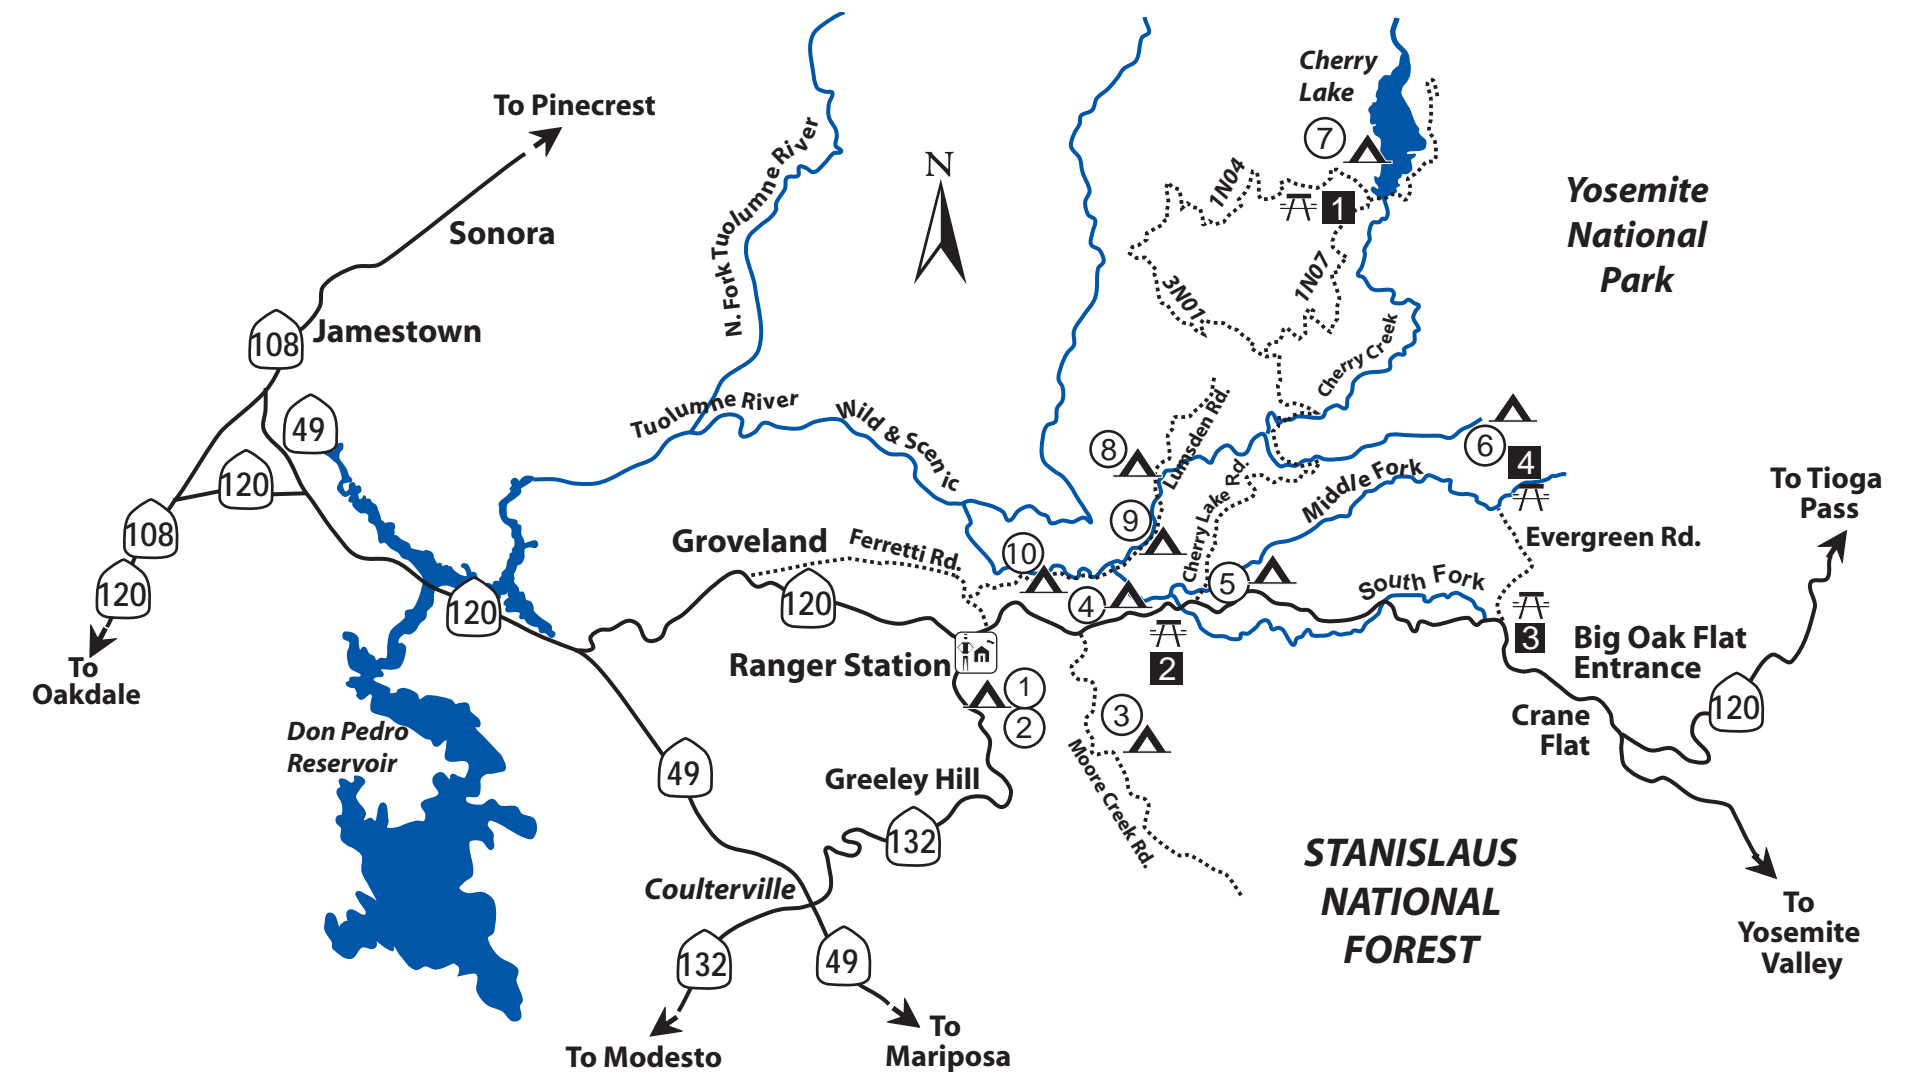 To Pinecrest
Sonora
108
Jamestown
49
120
108
120
To
Oakdale
N. Fork Tuolumne River
N
Tuolumne River
Wild & Scenic
Cherry
Lake
7
1N04
1
3N01
1N07
Cherry Creek
Yosemite
National
Park
Lumsden Rd.
8
9
10
Cherry Lake Rd.
Middle Fork
6
4
Evergreen Rd.
To Tioga
Pass
Groveland
Ferretti Rd.
120
120
4
5
South Fork
2
3
Big Oak Flat
Entrance
120
Crane
Flat
Ranger Station
1
2
3
Moore Creek Rd.
Don Pedro
Reservoir
49
Greeley Hill
132
Coulterville
132
49
To Modesto
To
Mariposa
STANISLAUS
NATIONAL
FOREST
To
Yosemite
Valley